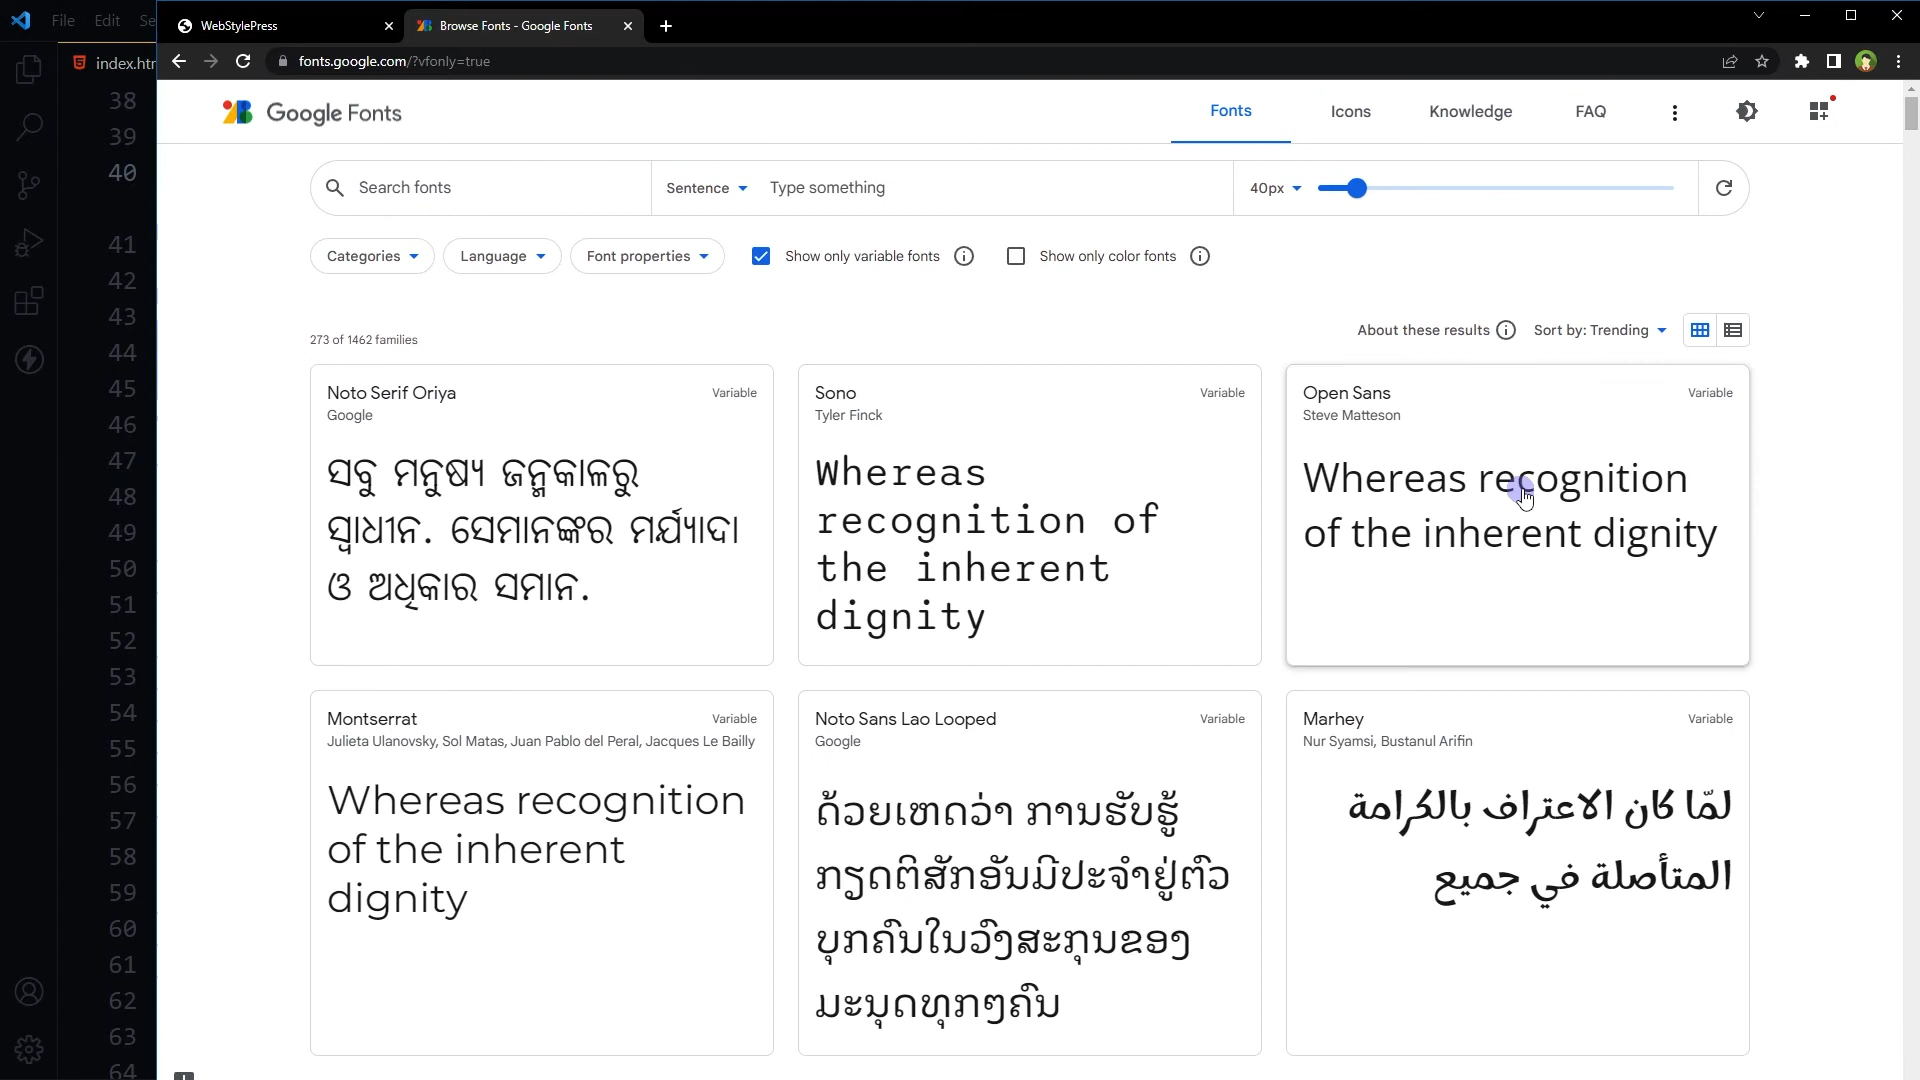 File Edit Se
WebStylePress
Browse Fonts - Google Fonts
index.htm
fonts.google.com/?vfonly=true
38
39
40
41
42
43
44
45
46
47
48
49
50
51
52
53
54
55
56
57
58
59
60
61
62
63
64
Google Fonts
Fonts
Icons
Knowledge
FAQ
Search fonts
Sentence
Type something
40px
Categories
Language
Font properties
Show only variable fonts
Show only color fonts
273 of 1462 families
About these results
Sort by: Trending
Noto Serif Oriya
Variable
Google
ସବୁ ମନୁଷ୍ୟ ଜନ୍ମକାଳରୁ
ସ୍ୱାଧୀନ. ସେମାନଙ୍କର ମର୍ଯ୍ୟାଦା
ଓ ଅଧିକାର ସମାନ.
Sono
Variable
Tyler Finck
Whereas
recognition of
the inherent
dignity
Open Sans
Variable
Steve Matteson
Whereas recognition
of the inherent dignity
Montserrat
Variable
Julieta Ulanovsky, Sol Matas, Juan Pablo del Peral, Jacques Le Bailly
Whereas recognition
of the inherent
dignity
Noto Sans Lao Looped
Variable
Google
ດ້ວຍເຫດວ່າ ການຮັບຮູ້
ກຽດຕິສັກອັນມີປະຈຳຢູ່ຕົວ
ບຸກຄົນໃນວົງສະກຸນຂອງ
ມະນຸດທຸກໆຄົນ
Marhey
Variable
Nur Syamsi, Bustanul Arifin
لمّا كان الاعتراف بالكرامة
المتأصلة في جميع